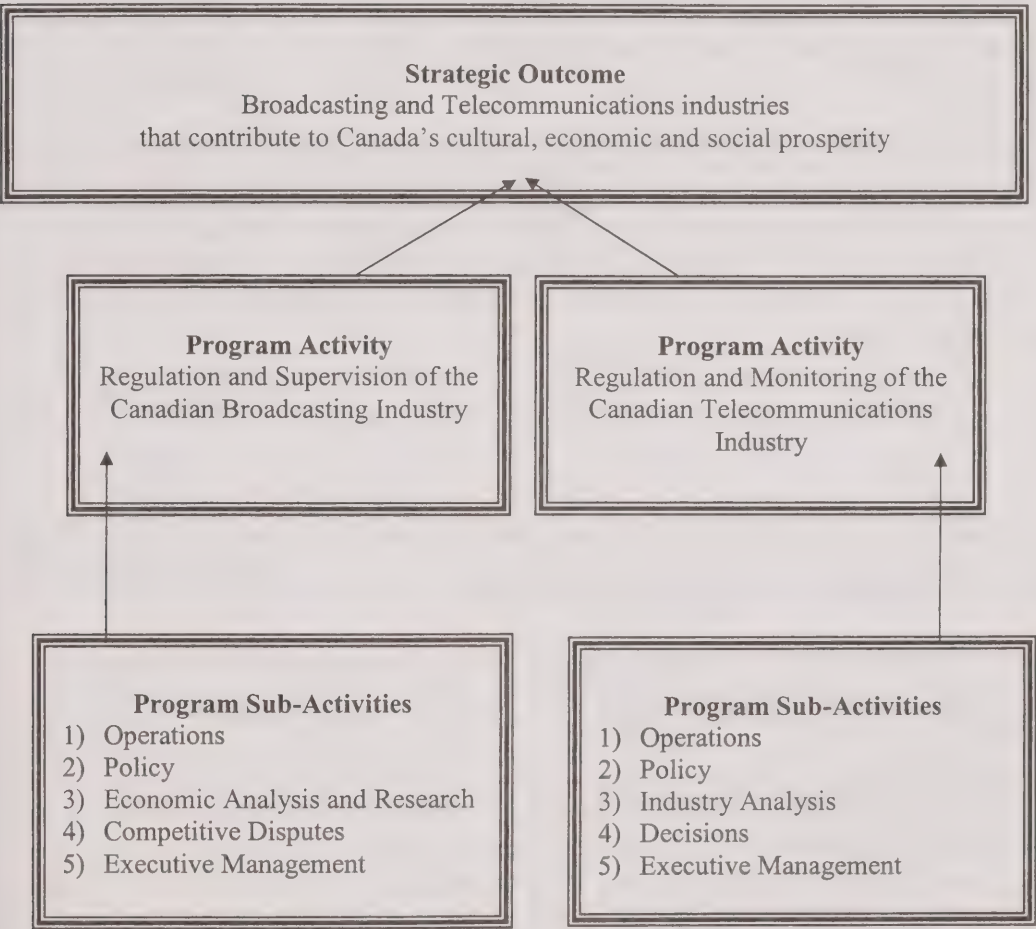 Strategic Outcome
Broadcasting and Telecommunications industries
that contribute to Canada's cultural, economic and social prosperity
Program Activity
Regulation and Supervision of the
Canadian Broadcasting Industry
Program Activity
Regulation and Monitoring of the
Canadian Telecommunications
Industry
Program Sub-Activities
1) Operations
2) Policy
3) Economic Analysis and Research
4) Competitive Disputes
5) Executive Management
Program Sub-Activities
1) Operations
2) Policy
3) Industry Analysis
4) Decisions
5) Executive Management